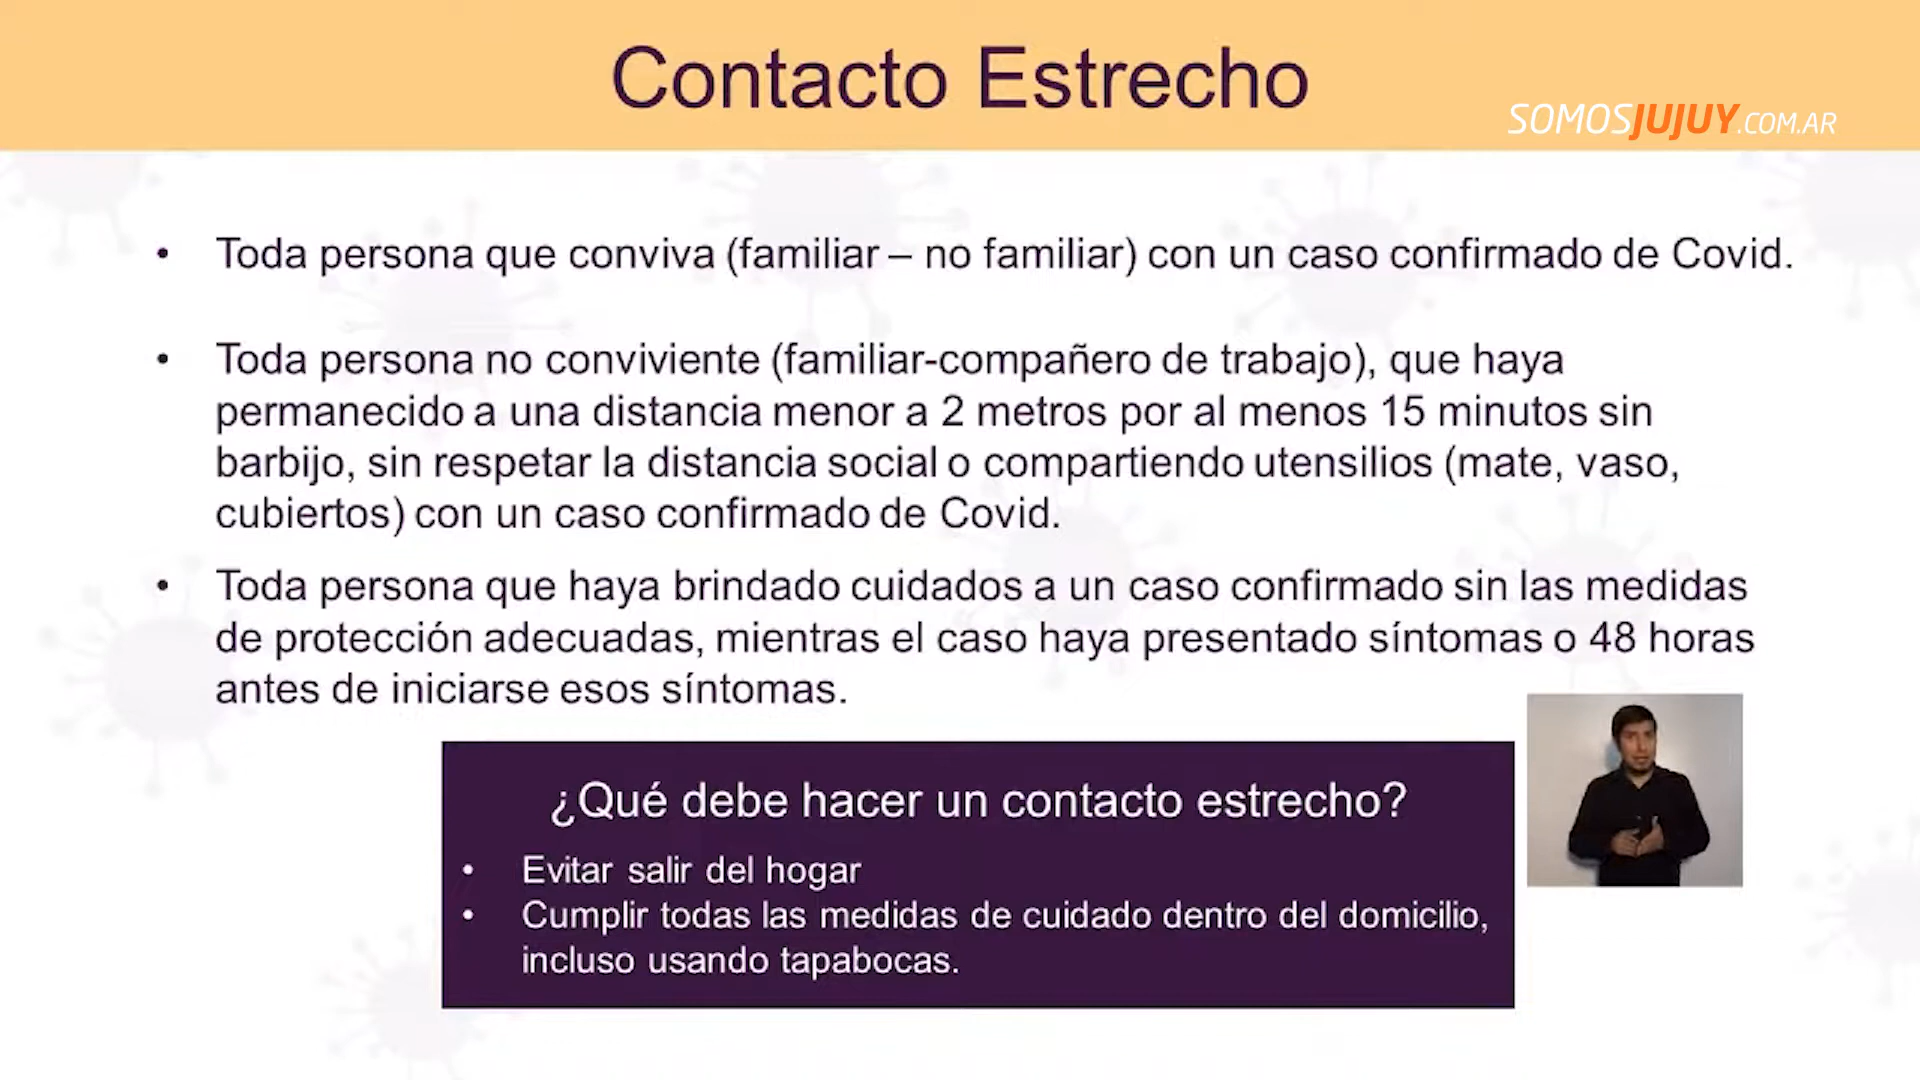 Contacto Estrecho
SOMOSJUJUY.COM.AR
• Toda persona que conviva (familiar – no familiar) con un caso confirmado de Covid.
• Toda persona no conviviente (familiar-compañero de trabajo), que haya
permanecido a una distancia menor a 2 metros por al menos 15 minutos sin
barbijo, sin respetar la distancia social o compartiendo utensilios (mate, vaso,
cubiertos) con un caso confirmado de Covid.
• Toda persona que haya brindado cuidados a un caso confirmado sin las medidas
de protección adecuadas, mientras el caso haya presentado síntomas o 48 horas
antes de iniciarse esos síntomas.
¿Qué debe hacer un contacto estrecho?
• Evitar salir del hogar
• Cumplir todas las medidas de cuidado dentro del domicilio,
incluso usando tapabocas.